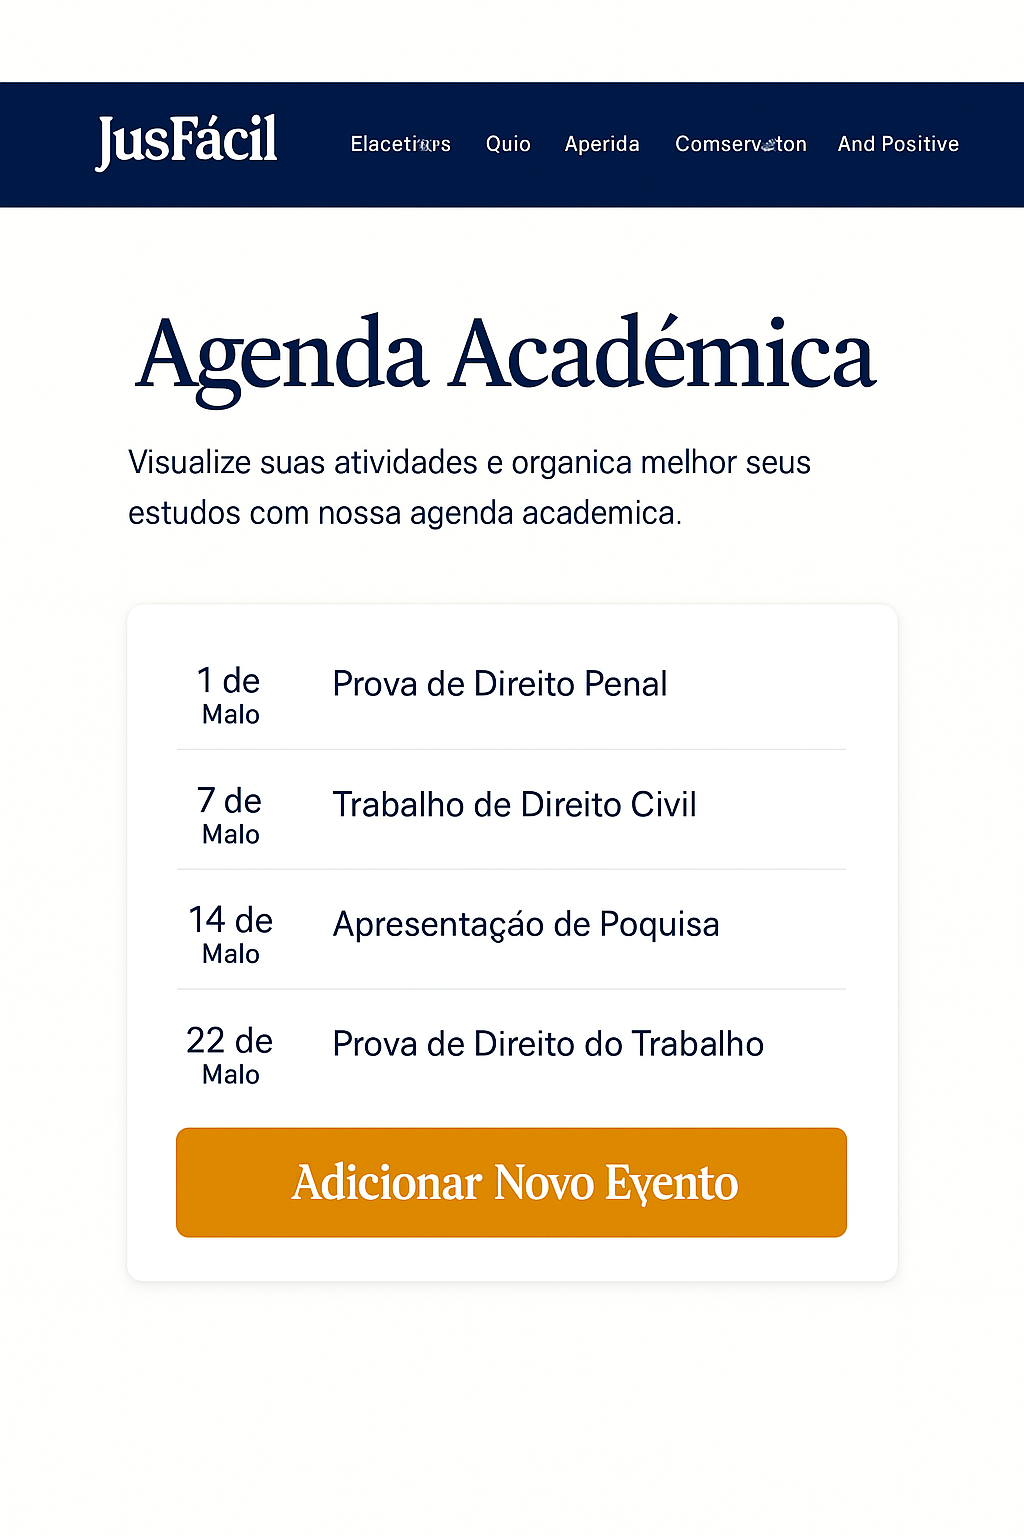 JusFácil
Quio Aperida And Positive
Agenda Académica
Visualize suas atividades e organica melhor seus
estudos com nossa agenda academica.
1 de
Malo
Prova de Direito Penal
7 de
Malo
Trabalho de Direito Civil
14 de
Malo
Apresentaçáo de Poquisa
22 de
Malo
Prova de Direito do Trabalho
Adicionar Novo Eyento